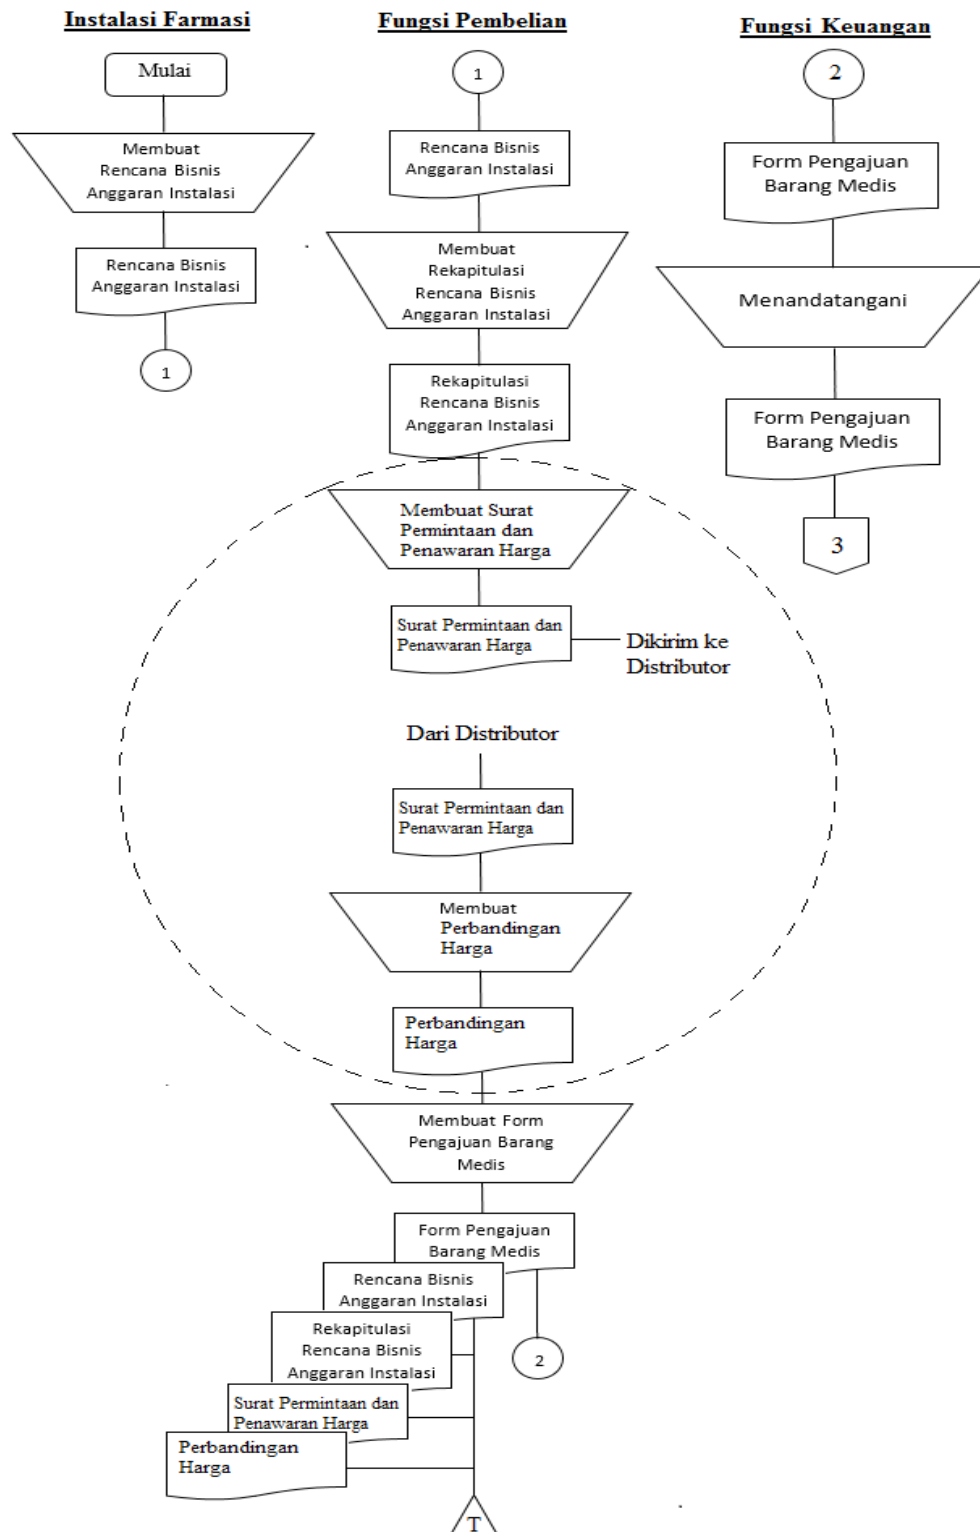 Instalasi Farmasi
Mulai
Membuat
Rencana Bisnis
Anggaran Instalasi
Rencana Bisnis
Anggaran Instalasi
1
Fungsi Pembelian
1
Rencana Bisnis
Anggaran Instalasi
Membuat
Rekapitulasi
Rencana Bisnis
Anggaran Instalasi
Rekapitulasi
Rencana Bisnis
Anggaran Instalasi
Membuat Surat
Permintaan dan
Penawaran Harga
Surat Permintaan dan
Penawaran Harga
Dikirim ke
Distributor
Dari Distributor
Surat Permintaan dan
Penawaran Harga
Membuat
Perbandingan
Harga
Perbandingan
Harga
Membuat Form
Pengajuan Barang
Medis
Form Pengajuan
Barang Medis
Rencana Bisnis
Anggaran Instalasi
Rekapitulasi
Rencana Bisnis
Anggaran Instalasi
Surat Permintaan dan
Penawaran Harga
Perbandingan
Harga
2
T
Fungsi Keuangan
2
Form Pengajuan
Barang Medis
Menandatangani
Form Pengajuan
Barang Medis
3